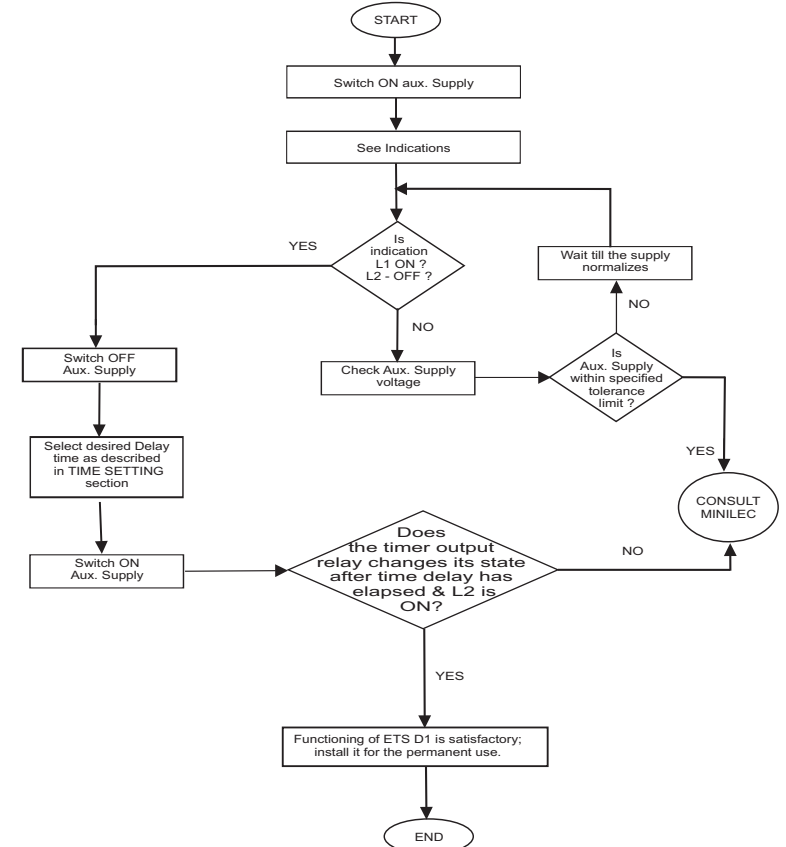 START
Switch ON aux. Supply
See Indications
Is
indication
L1 ON ?
L2 - OFF ?
YES
NO
Wait till the supply
normalizes
NO
Check Aux. Supply
voltage
Is
Aux. Supply
within specified
tolerance
limit ?
YES
CONSULT
MINILEC
Switch OFF
Aux. Supply
Select desired Delay
time as described
in TIME SETTING
section
Switch ON
Aux. Supply
Does
the timer output
relay changes its state
after time delay has
elapsed & L2 is
ON?
NO
YES
Functioning of ETS D1 is satisfactory;
install it for the permanent use.
END